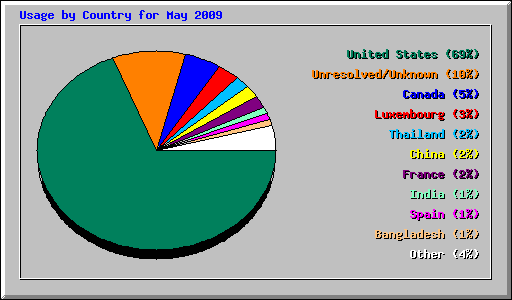 Usage by Country for May 2009
United States (69%)
Unresolved/Unknown (10%)
Canada (5%)
Luxembourg (3%)
Thailand (2%)
China (2%)
France (2%)
India (1%)
Spain (1%)
Bangladesh (1%)
Other (4%)